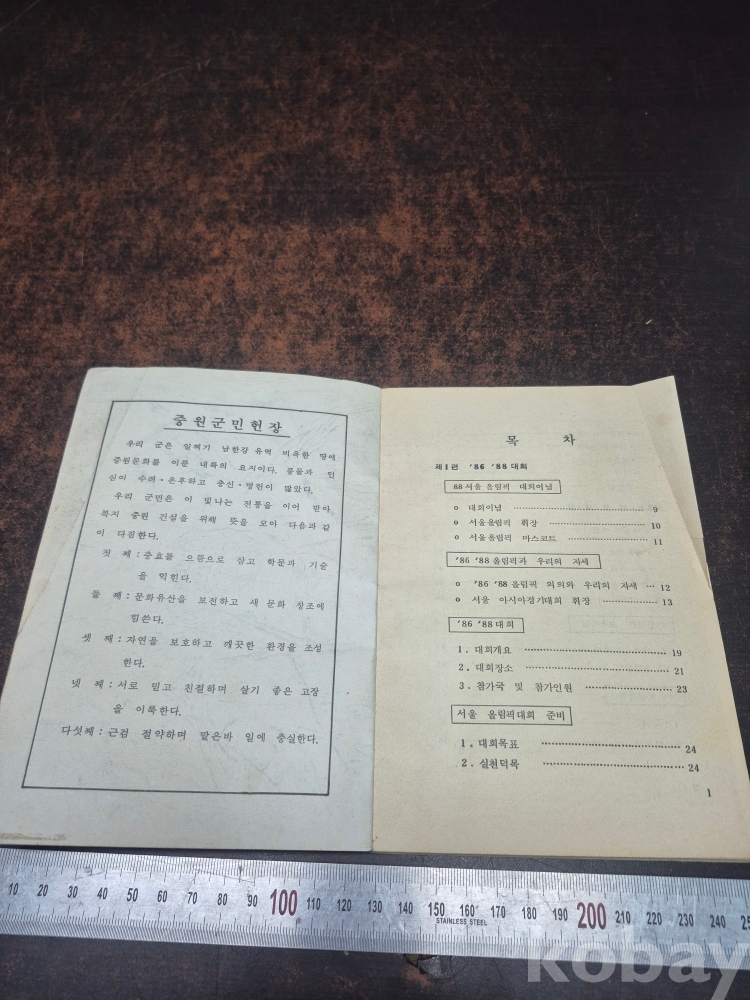 중원군민헌장
우리 군은 일찌기 남한강 유역 비옥한 땅에
중원문화를 이룬 내륙의 요지이다. 풍물과 인
심이 수려·온후하고 충신·명현이 많았다.
우리 군민은 이 빛나는 전통을 이어 받아
복지 중원 건설을 위해 뜻을 모아 다음과 같
이 다짐한다.
첫 째 : 충효를 으뜸으로 삼고 학문과 기술
을 익힌다.
둘 째 : 문화유산을 보전하고 새 문화 창조에
힘쓴다.
셋 째 : 자연을 보호하고 깨끗한 환경을 조성
한다.
넷 째 : 서로 믿고 친절하며 살기 좋은 고장
을 이룩한다.
다섯째 : 근검 절약하며 맡은바 일에 충실한다.
목 차
제1편 '86 '88 대회
88 서울 올림픽 대회이념
o 대회이념 9
o 서울올림픽 휘장 10
o 서울올림픽 마스코트 11
'86 '88 올림픽과 우리의 자세
o '86 '88 올림픽 의의와 우리의 자세 12
o 서울 아시아경기대회 휘장 13
'86 '88 대회
1. 대회개요 19
2. 대회장소 21
3. 참가국 및 참가인원 23
서울 올림픽대회 준비
1. 대회목표 24
2. 실천덕목 24
1
10 20 30 40 50 60 70 80 90 100 110 120 130 140 150 160 170 180 190 200 210 220 230 240
STAINLESS STEEL
kobay